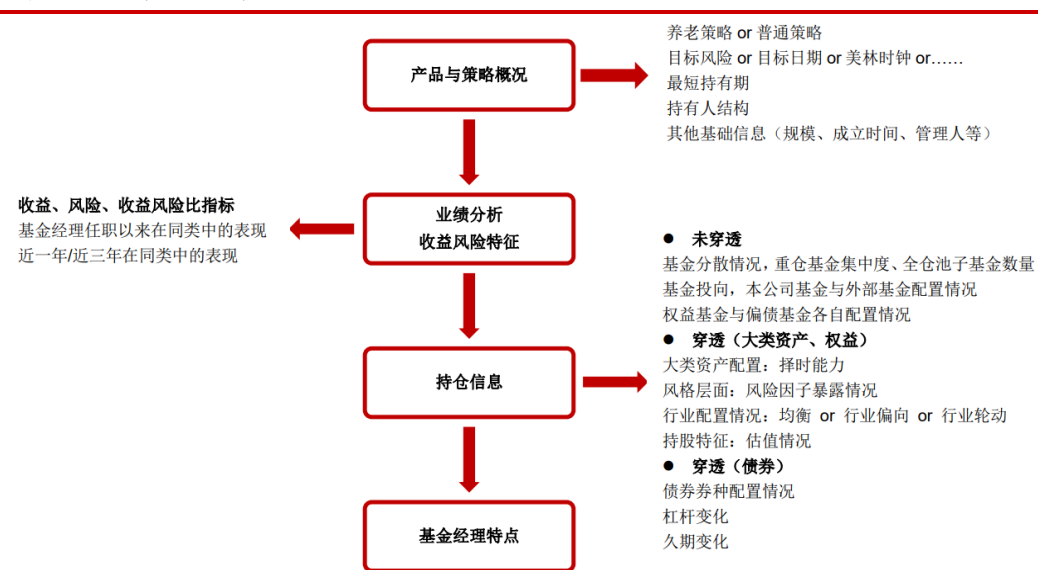 产品与策略概况
养老策略 or 普通策略
目标风险 or 目标日期 or 美林时钟 or……
最短持有期
持有人结构
其他基础信息（规模、成立时间、管理人等）
收益、风险、收益风险比指标
基金经理任职以来在同类中的表现
近一年/近三年在同类中的表现
业绩分析
收益风险特征
● 未穿透
基金分散情况，重仓基金集中度、全仓池子基金数量
基金投向，本公司基金与外部基金配置情况
权益基金与偏债基金各自配置情况
● 穿透（大类资产、权益）
大类资产配置：择时能力
风格层面：风险因子暴露情况
行业配置情况：均衡 or 行业偏向 or 行业轮动
持股特征：估值情况
● 穿透（债券）
债券券种配置情况
杠杆变化
久期变化
持仓信息
基金经理特点